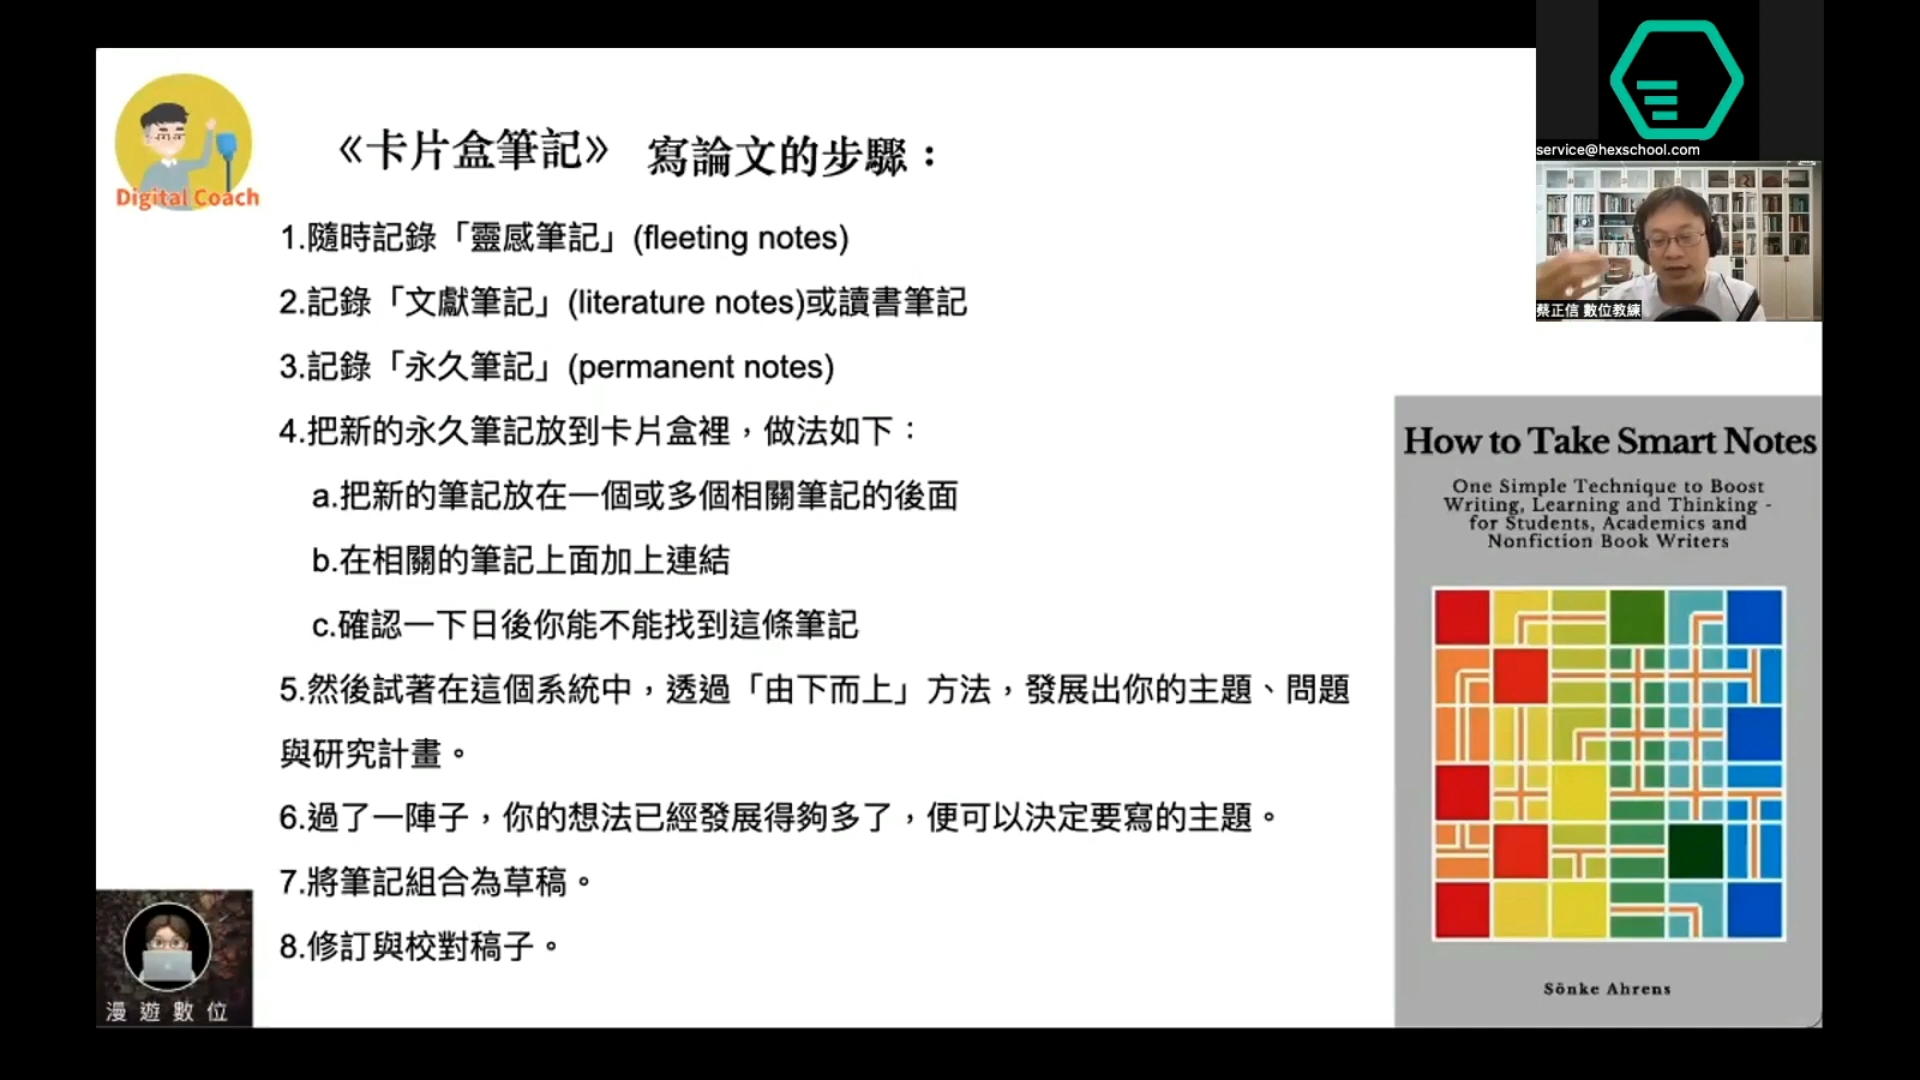 Digital Coach
《卡片盒筆記》 寫論文的步驟：
1.隨時記錄「靈感筆記」(fleeting notes)
2.記錄「文獻筆記」(literature notes)或讀書筆記
3.記錄「永久筆記」(permanent notes)
4.把新的永久筆記放到卡片盒裡，做法如下：
a.把新的筆記放在一個或多個相關筆記的後面
b.在相關的筆記上面加上連結
c.確認一下日後你能不能找到這條筆記
5.然後試著在這個系統中，透過「由下而上」方法，發展出你的主題、問題
與研究計畫。
6.過了一陣子，你的想法已經發展得夠多了，便可以決定要寫的主題。
7.將筆記組合為草稿。
8.修訂與校對稿子。
漫遊數位
service@hexschool.com
蔡正信 數位教練
How to Take Smart Notes
One Simple Technique to Boost
Writing, Learning and Thinking -
for Students, Academics and
Nonfiction Book Writers
Sönke Ahrens